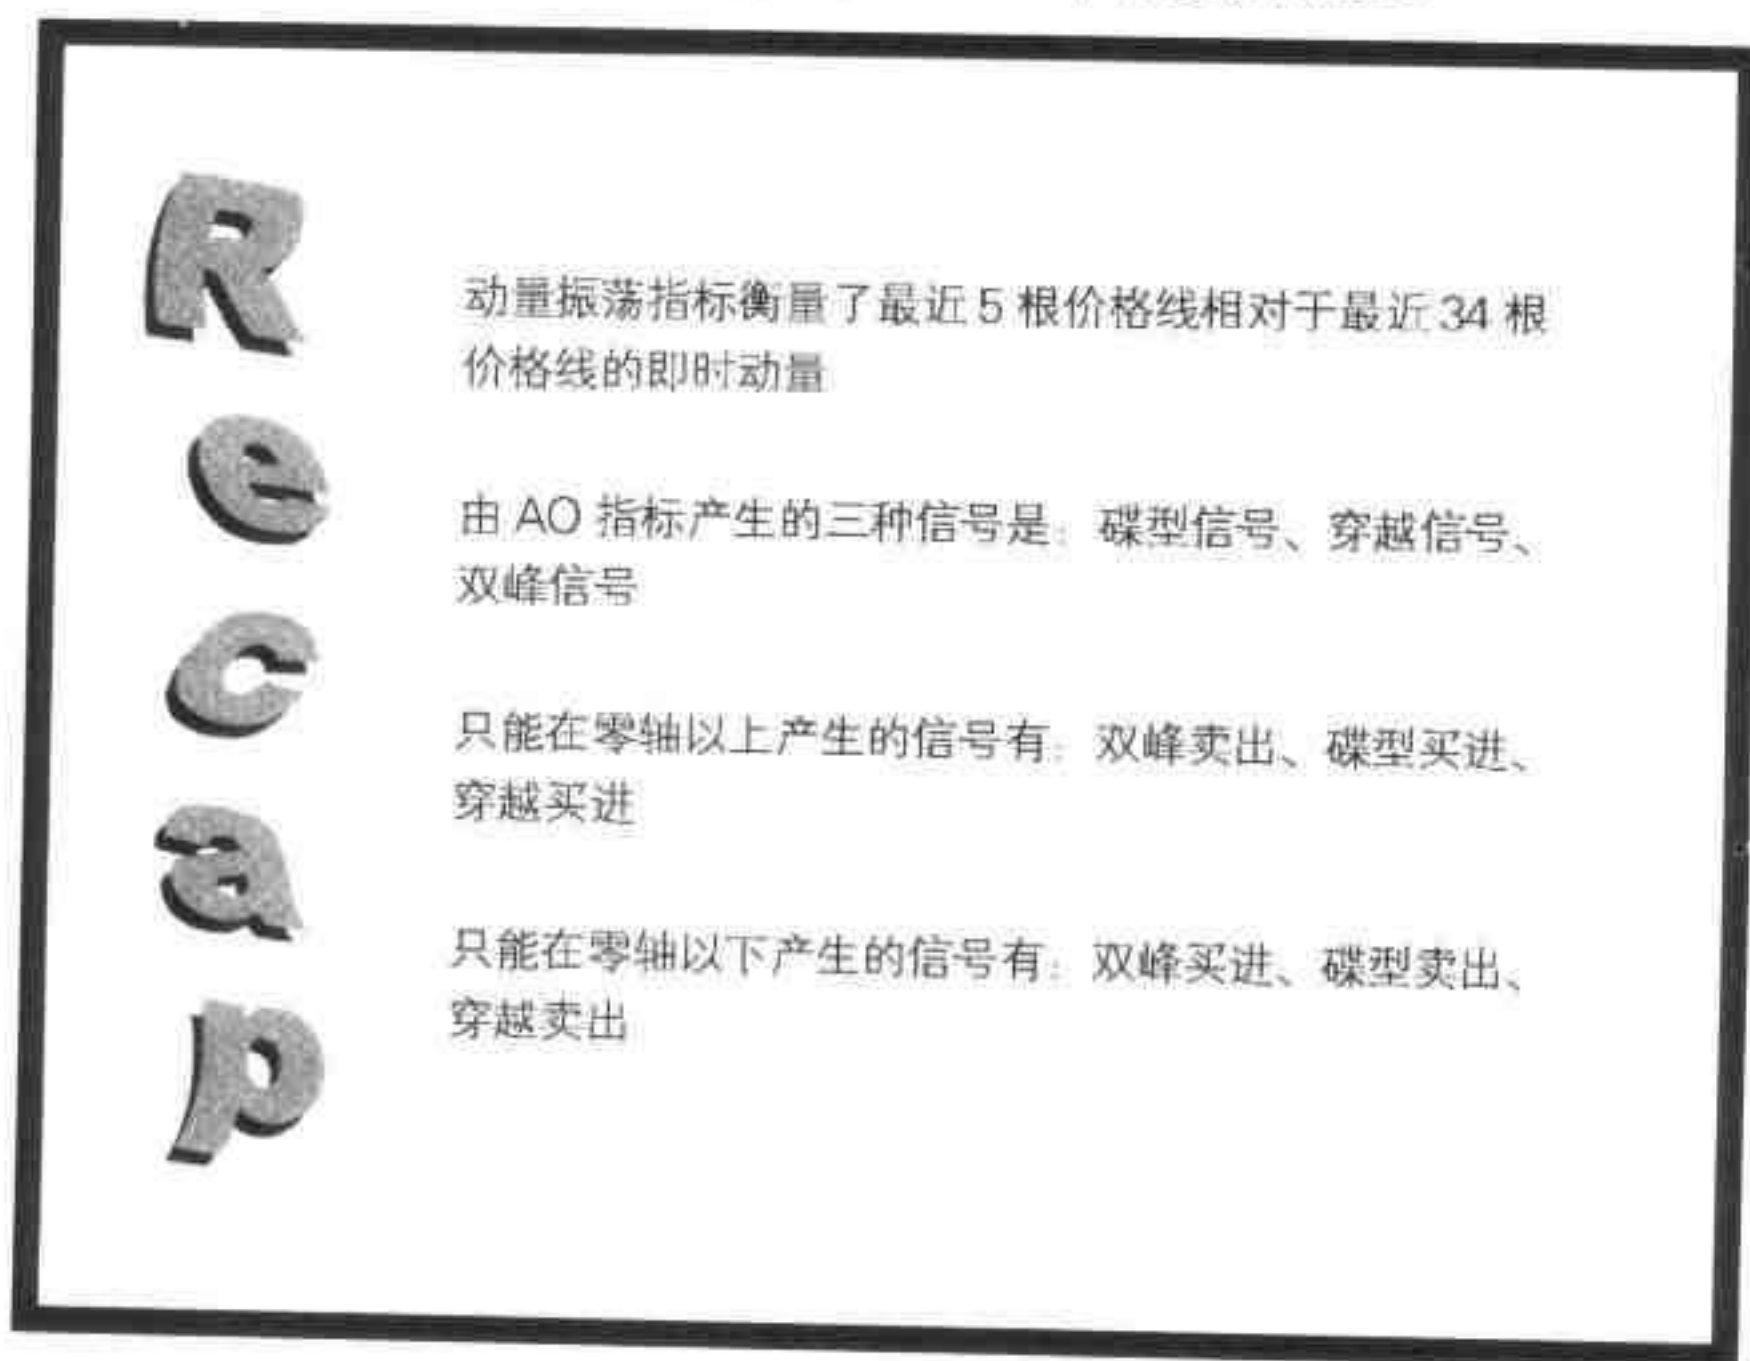 Recap
动量振荡指标衡量了最近5根价格线相对于最近34根
价格线的即时动量
由 AO 指标产生的三种信号是：碟型信号、穿越信号、
双峰信号
只能在零轴以上产生的信号有：双峰卖出、碟型买进、
穿越买进
只能在零轴以下产生的信号有：双峰买进、碟型卖出、
穿越卖出